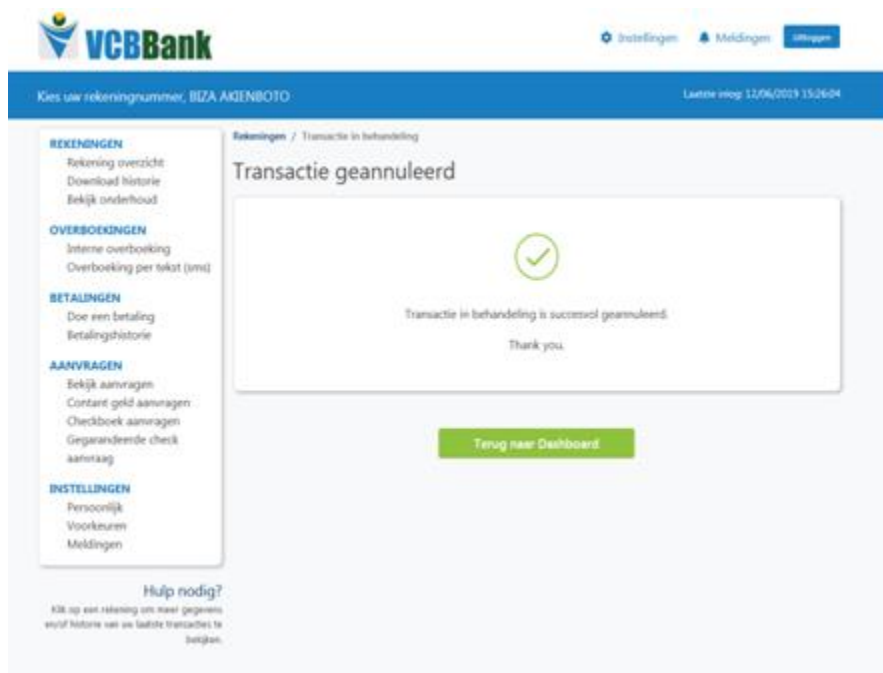 VCBBank
Instellingen
Meldingen
Uitloggen
Kies uw rekeningnummer, BIZA AKIENBOTO
Laatste inlog: 12/06/2019 15:26:04
REKENINGEN
Rekening overzicht
Download historie
Bekijk onderhoud
OVERBOEKINGEN
Interne overboeking
Overboeking per tekst (sms)
BETALINGEN
Doe een betaling
Betalingshistorie
AANVRAGEN
Bekijk aanvragen
Contant geld aanvragen
Checkboek aanvragen
Gegarandeerde check
aanvraag
INSTELLINGEN
Persoonlijk
Voorkeuren
Meldingen
Hulp nodig?
Klik op een rekening om meer gegevens
en/of historie van uw laatste transacties te
bekijken.
Rekeningen / Transactie in behandeling
Transactie geannuleerd
Transactie in behandeling is succesvol geannuleerd.
Thank you.
Terug naar Dashboard